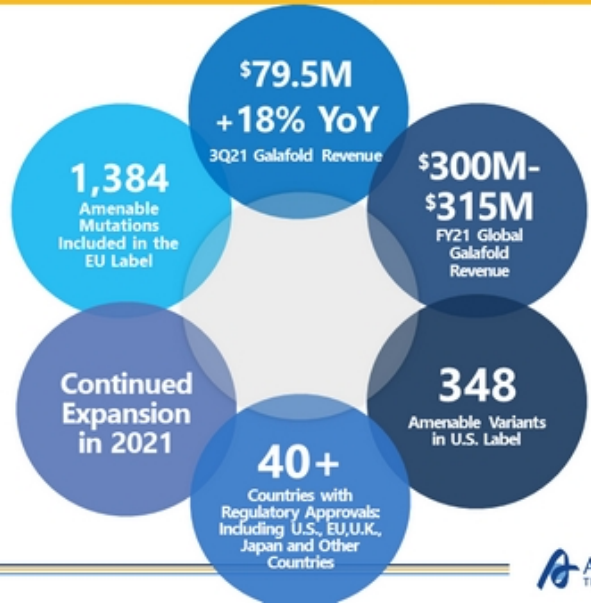 $79.5M
+18% YoY
3Q21 Galafold Revenue
$300M-
$315M
FY21 Global
Galafold
Revenue
348
Amenable Variants
in U.S. Label
40+
Countries with
Regulatory Approvals:
Including U.S., EU,U.K.,
Japan and Other
Countries
Continued
Expansion
in 2021
1,384
Amenable
Mutations
Included in the
EU Label